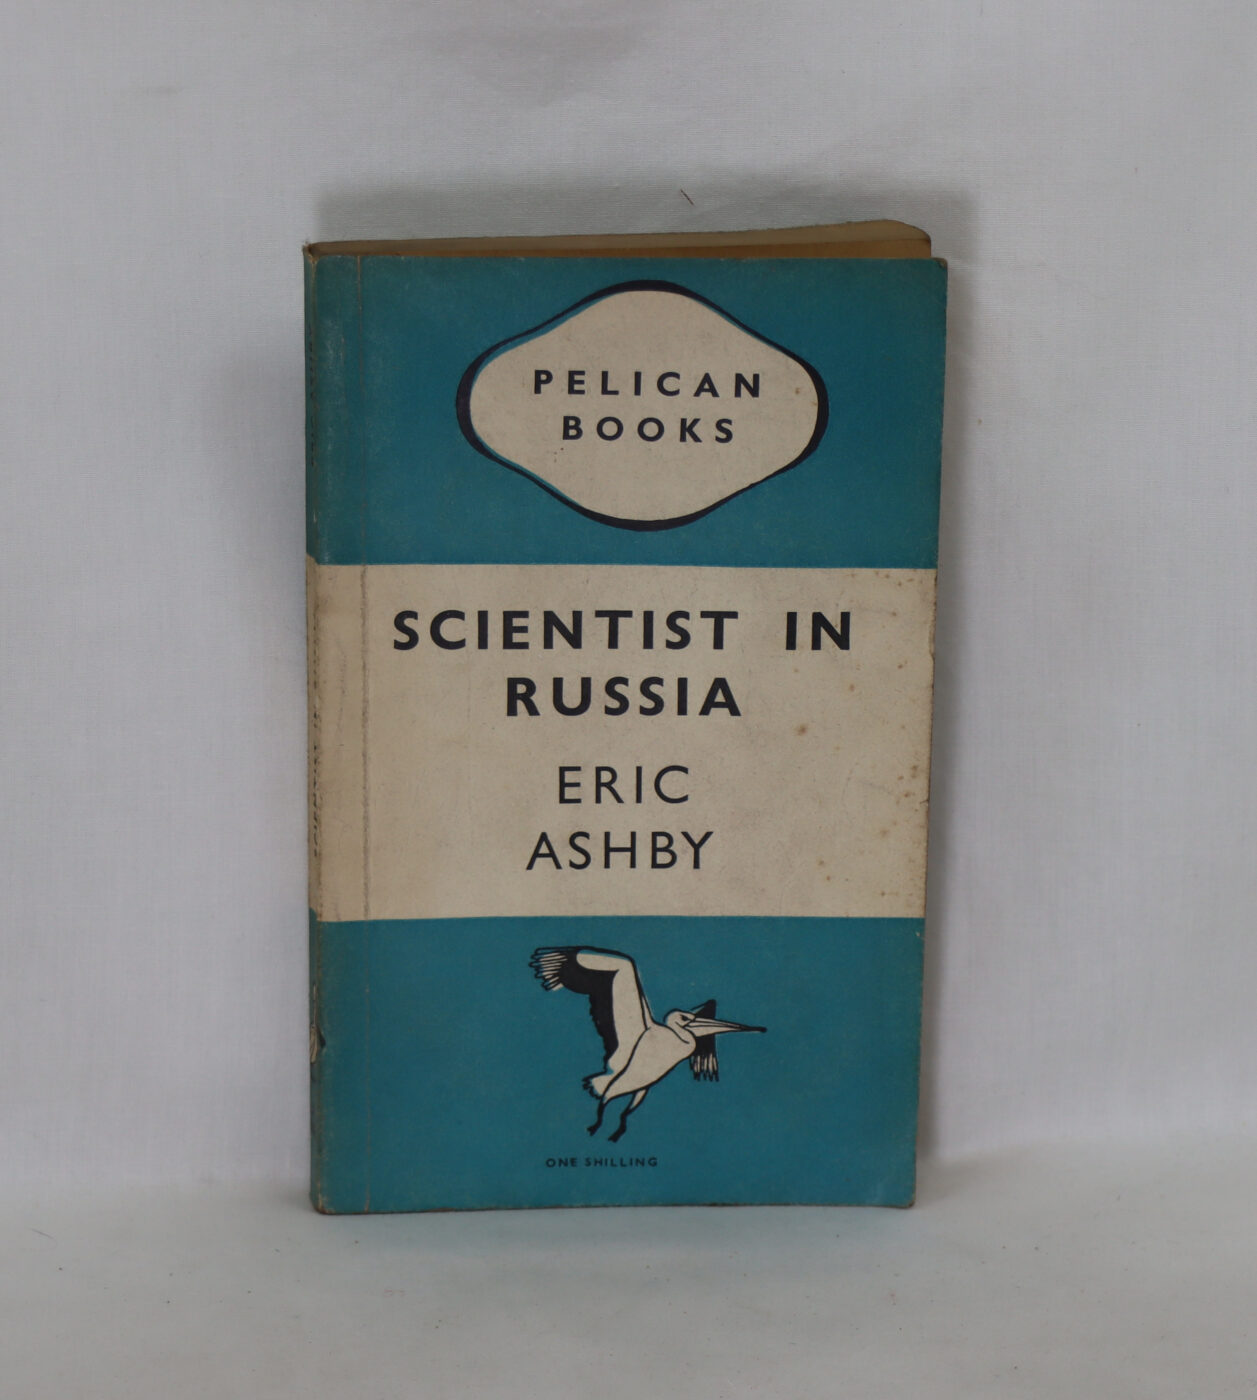 PELICAN
BOOKS
SCIENTIST IN
RUSSIA
ERIC
ASHBY
ONE SHILLING